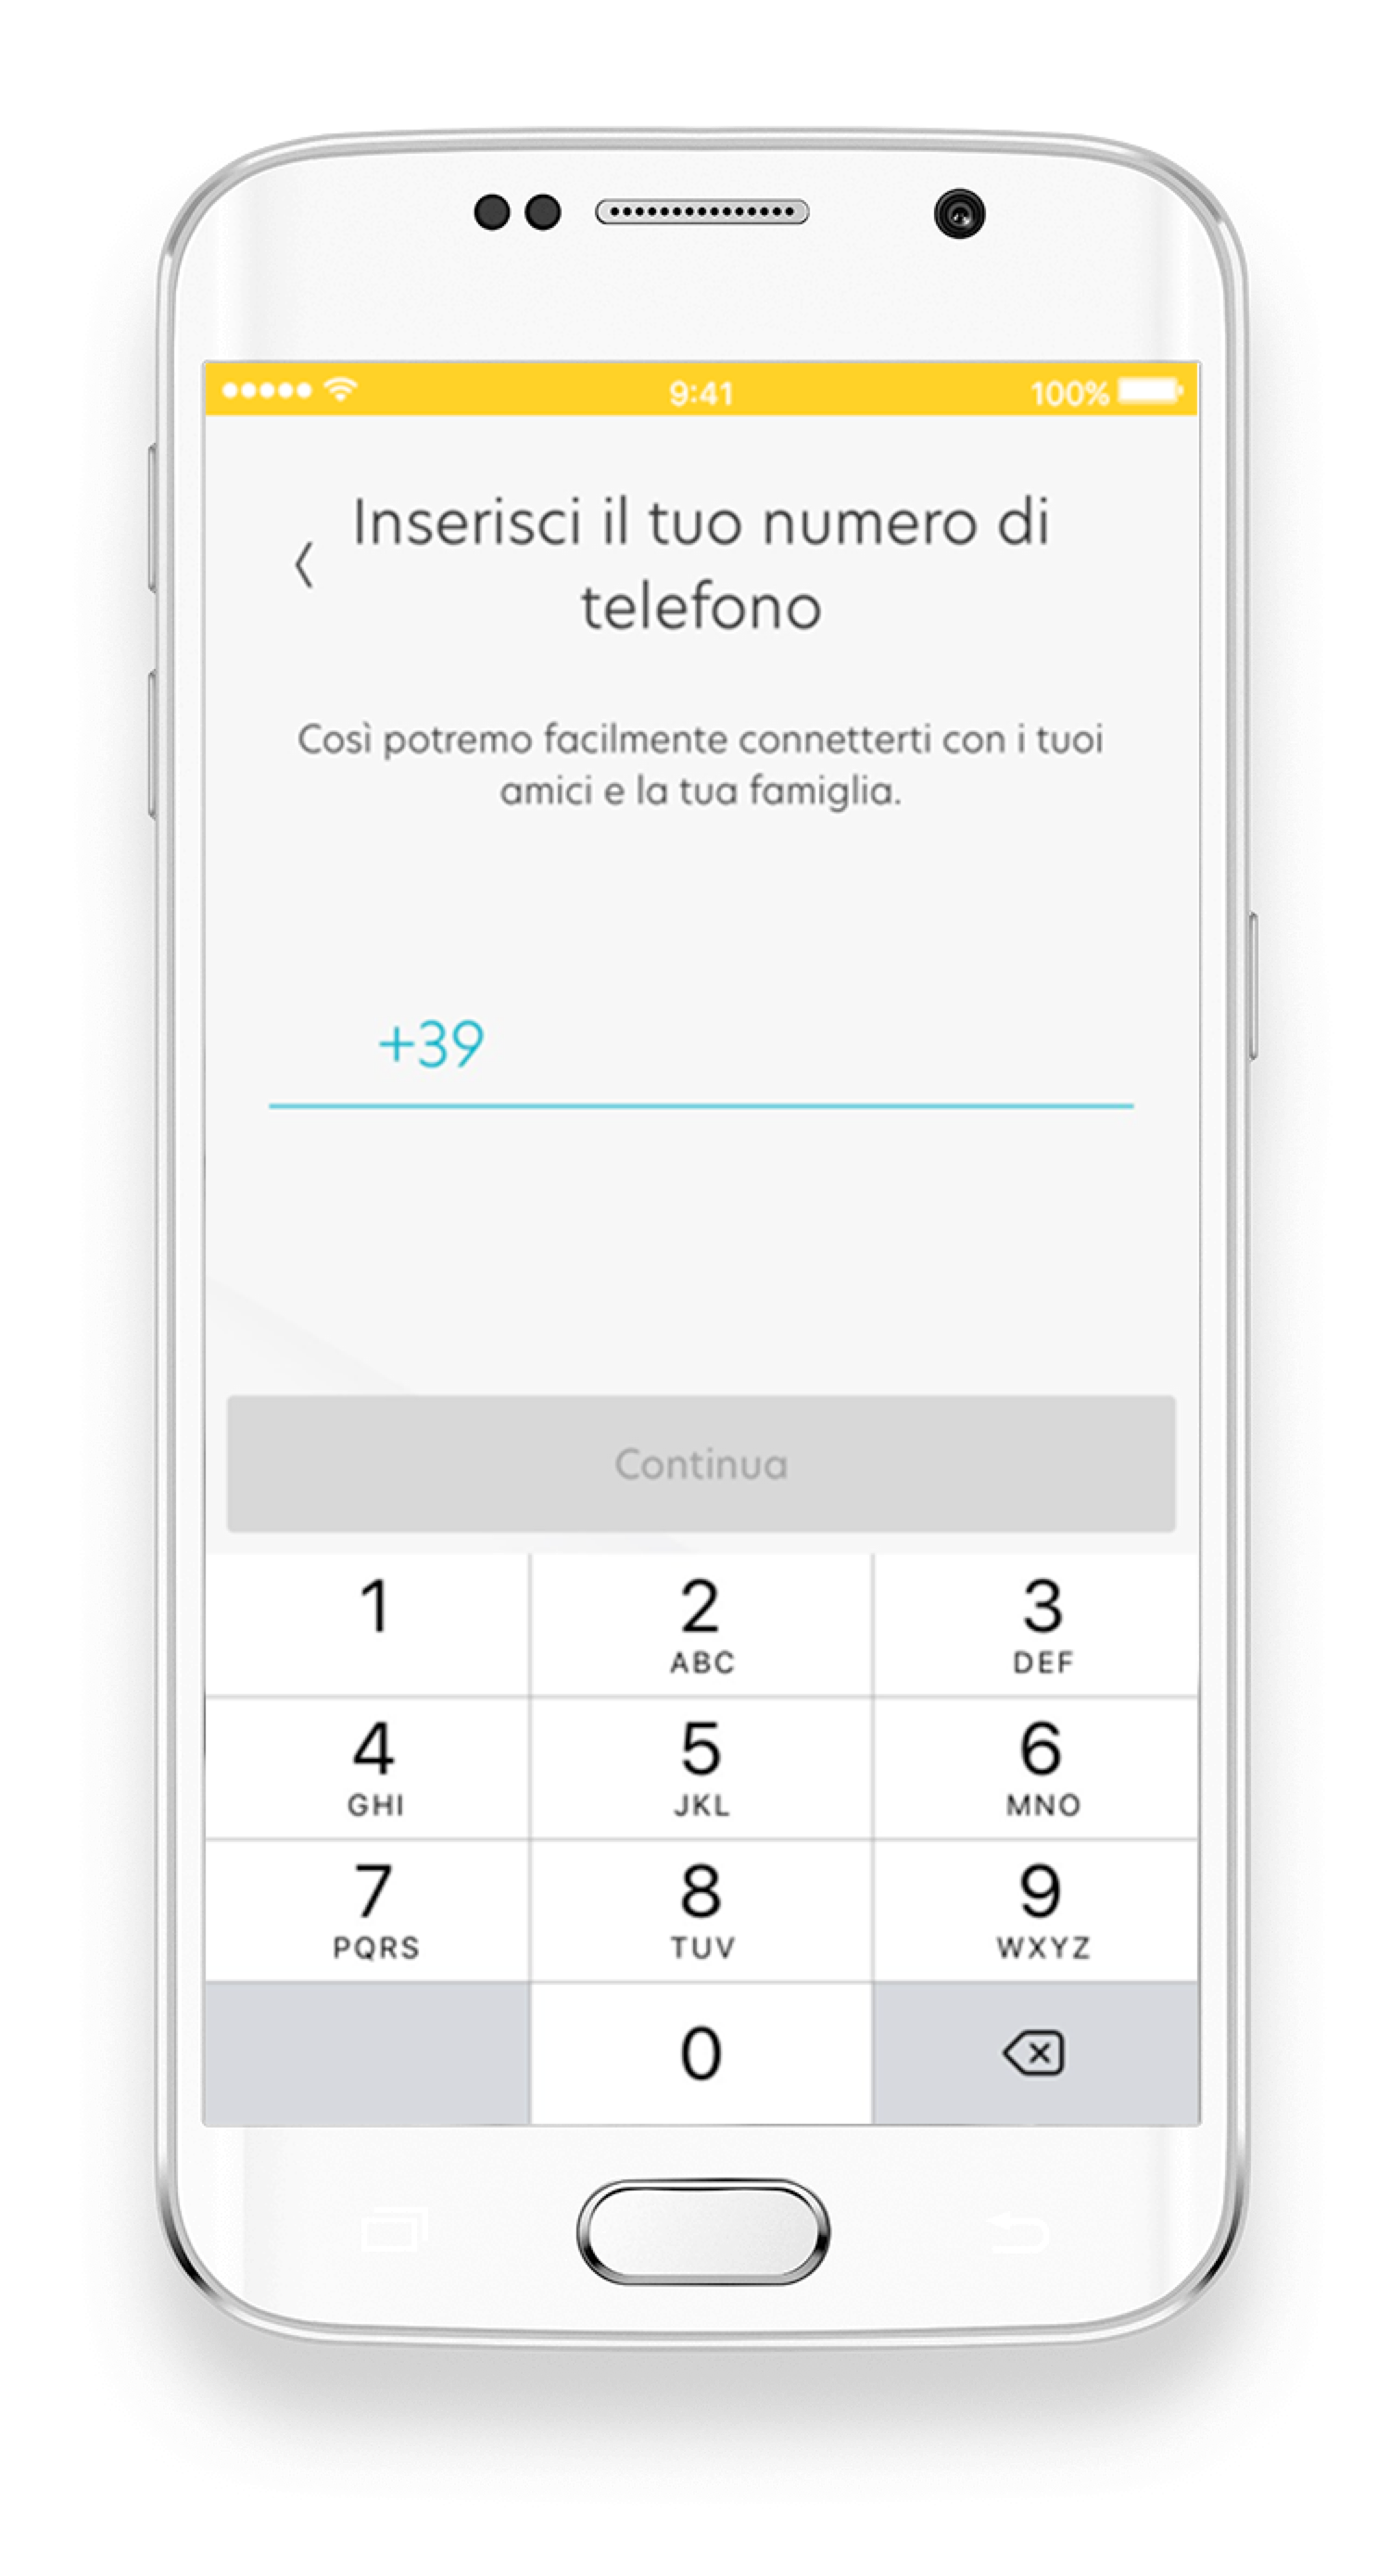 9:41 100%
Inserisci il tuo numero di
telefono
Così potremo facilmente connetterti con i tuoi
amici e la tua famiglia.
+39
Continua
1 2 3
ABC DEF
4 5 6
GHI JKL MNO
7 8 9
PQRS TUV WXYZ
0